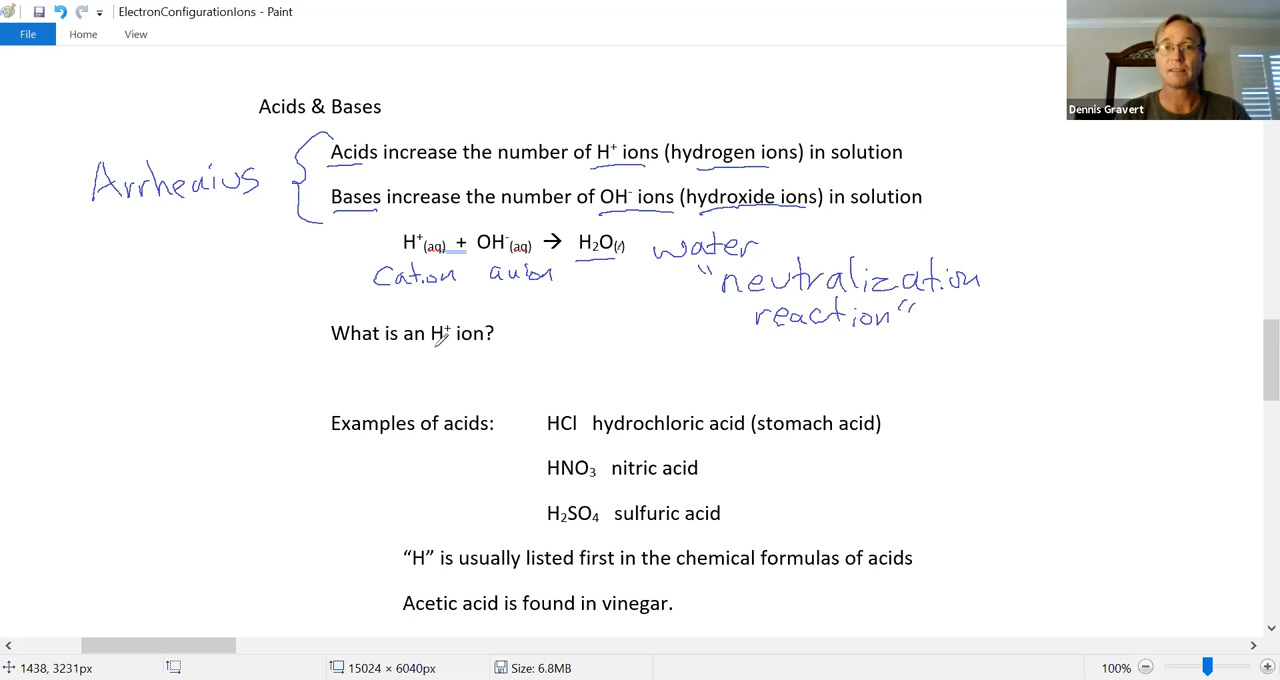 ElectronConfigurationIons - Paint
File Home View
Dennis Gravert
Acids & Bases
Arrhenius
Acids increase the number of H⁺ ions (hydrogen ions) in solution
Bases increase the number of OH⁻ ions (hydroxide ions) in solution
H⁺(aq) + OH⁻(aq) → H₂O(l) water
cation anion "neutralization
reaction"
What is an H⁺ ion?
Examples of acids: HCl hydrochloric acid (stomach acid)
HNO₃ nitric acid
H₂SO₄ sulfuric acid
“H” is usually listed first in the chemical formulas of acids
Acetic acid is found in vinegar.
1438, 3231px 15024 × 6040px Size: 6.8MB 100%